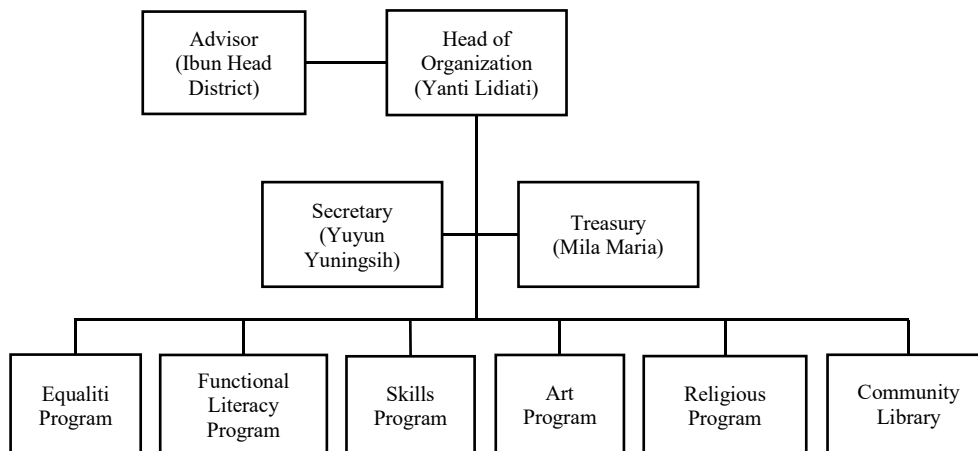 Advisor
(Ibun Head
District)
Head of
Organization
(Yanti Lidiati)
Secretary
(Yuyun
Yuningsih)
Treasury
(Mila Maria)
Equaliti
Program
Functional
Literacy
Program
Skills
Program
Art
Program
Religious
Program
Community
Library